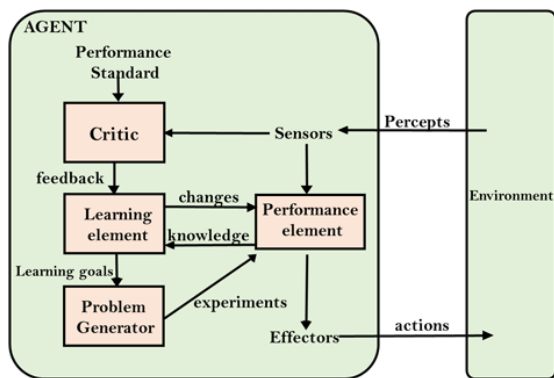 AGENT
Performance
Standard
Critic
Sensors
Percepts
feedback
changes
Learning
element
Performance
element
Environment
knowledge
Learning goals
Problem
Generator
experiments
Effectors
actions